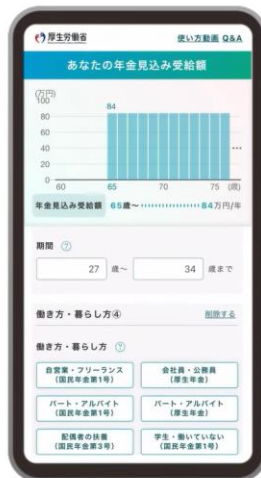 厚生労働省 使い方動画 Q&A
あなたの年金見込み受給額
(万円)
100
84
80
60
40
20
0
60 65 70 75 (歳)
年金見込受給額 65歳~84万円/年
期間 ?
27 歳~ 34 歳まで
働き方・暮らし方④ 削除する
働き方・暮らし方 ?
自営業・フリーランス 会社員・公務員
(国民年金第1号) (厚生年金)
パート・アルバイト パート・アルバイト
(国民年金第1号) (厚生年金)
配偶者の扶養 学生・働いていない
(国民年金第3号) (国民年金第1号)